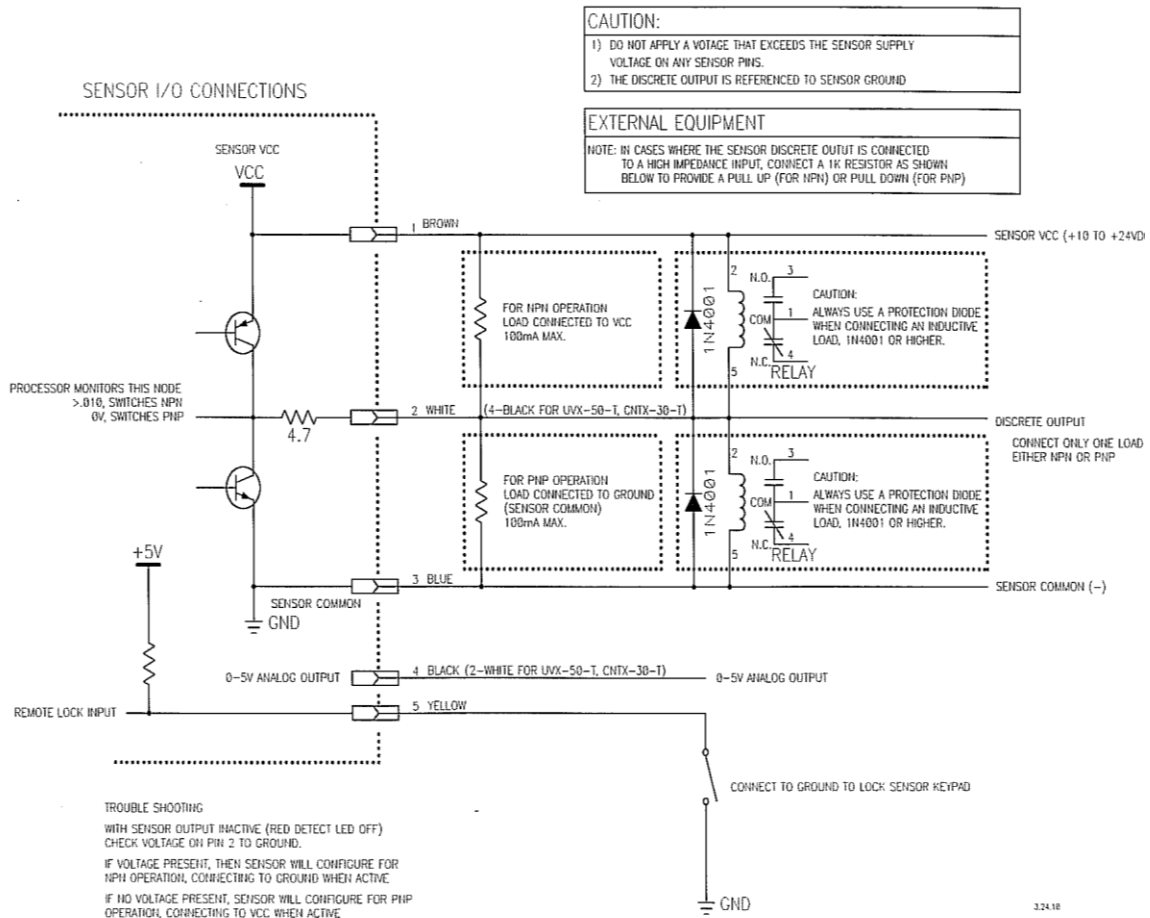 CAUTION:
1) DO NOT APPLY A VOTAGE THAT EXCEEDS THE SENSOR SUPPLY
VOLTAGE ON ANY SENSOR PINS.
2) THE DISCRETE OUTPUT IS REFERENCED TO SENSOR GROUND
EXTERNAL EQUIPMENT
NOTE: IN CASES WHERE THE SENSOR DISCRETE OUTUT IS CONNECTED
TO A HIGH IMPEDANCE INPUT, CONNECT A 1K RESISTOR AS SHOWN
BELOW TO PROVIDE A PULL UP (FOR NPN) OR PULL DOWN (FOR PNP)
SENSOR I/O CONNECTIONS
SENSOR VCC
VCC
1 BROWN
SENSOR VCC (+10 TO +24VD
FOR NPN OPERATION
LOAD CONNECTED TO VCC
100mA MAX.
1N4001
2
5
N.O.
3
COM
1
N.C.
4
RELAY
CAUTION:
ALWAYS USE A PROTECTION DIODE
WHEN CONNECTING AN INDUCTIVE
LOAD, 1N4001 OR HIGHER.
PROCESSOR MONITORS THIS NODE
>.010, SWITCHES NPN
0V, SWITCHES PNP
4.7
2 WHITE
(4-BLACK FOR UVX-50-T, CNTX-30-T)
DISCRETE OUTPUT
CONNECT ONLY ONE LOAD
EITHER NPN OR PNP
FOR PNP OPERATION
LOAD CONNECTED TO GROUND
(SENSOR COMMON)
100mA MAX.
1N4001
2
5
N.O.
3
COM
1
N.C.
4
RELAY
CAUTION:
ALWAYS USE A PROTECTION DIODE
WHEN CONNECTING AN INDUCTIVE
LOAD, 1N4001 OR HIGHER.
+5V
3 BLUE
SENSOR COMMON
SENSOR COMMON (-)
GND
0-5V ANALOG OUTPUT
4 BLACK (2-WHITE FOR UVX-50-T, CNTX-30-T)
0-5V ANALOG OUTPUT
REMOTE LOCK INPUT
5 YELLOW
CONNECT TO GROUND TO LOCK SENSOR KEYPAD
GND
TROUBLE SHOOTING
WITH SENSOR OUTPUT INACTIVE (RED DETECT LED OFF)
CHECK VOLTAGE ON PIN 2 TO GROUND.
IF VOLTAGE PRESENT, THEN SENSOR WILL CONFIGURE FOR
NPN OPERATION, CONNECTING TO GROUND WHEN ACTIVE
IF NO VOLTAGE PRESENT, SENSOR WILL CONFIGURE FOR PNP
OPERATION, CONNECTING TO VCC WHEN ACTIVE
3.24.10